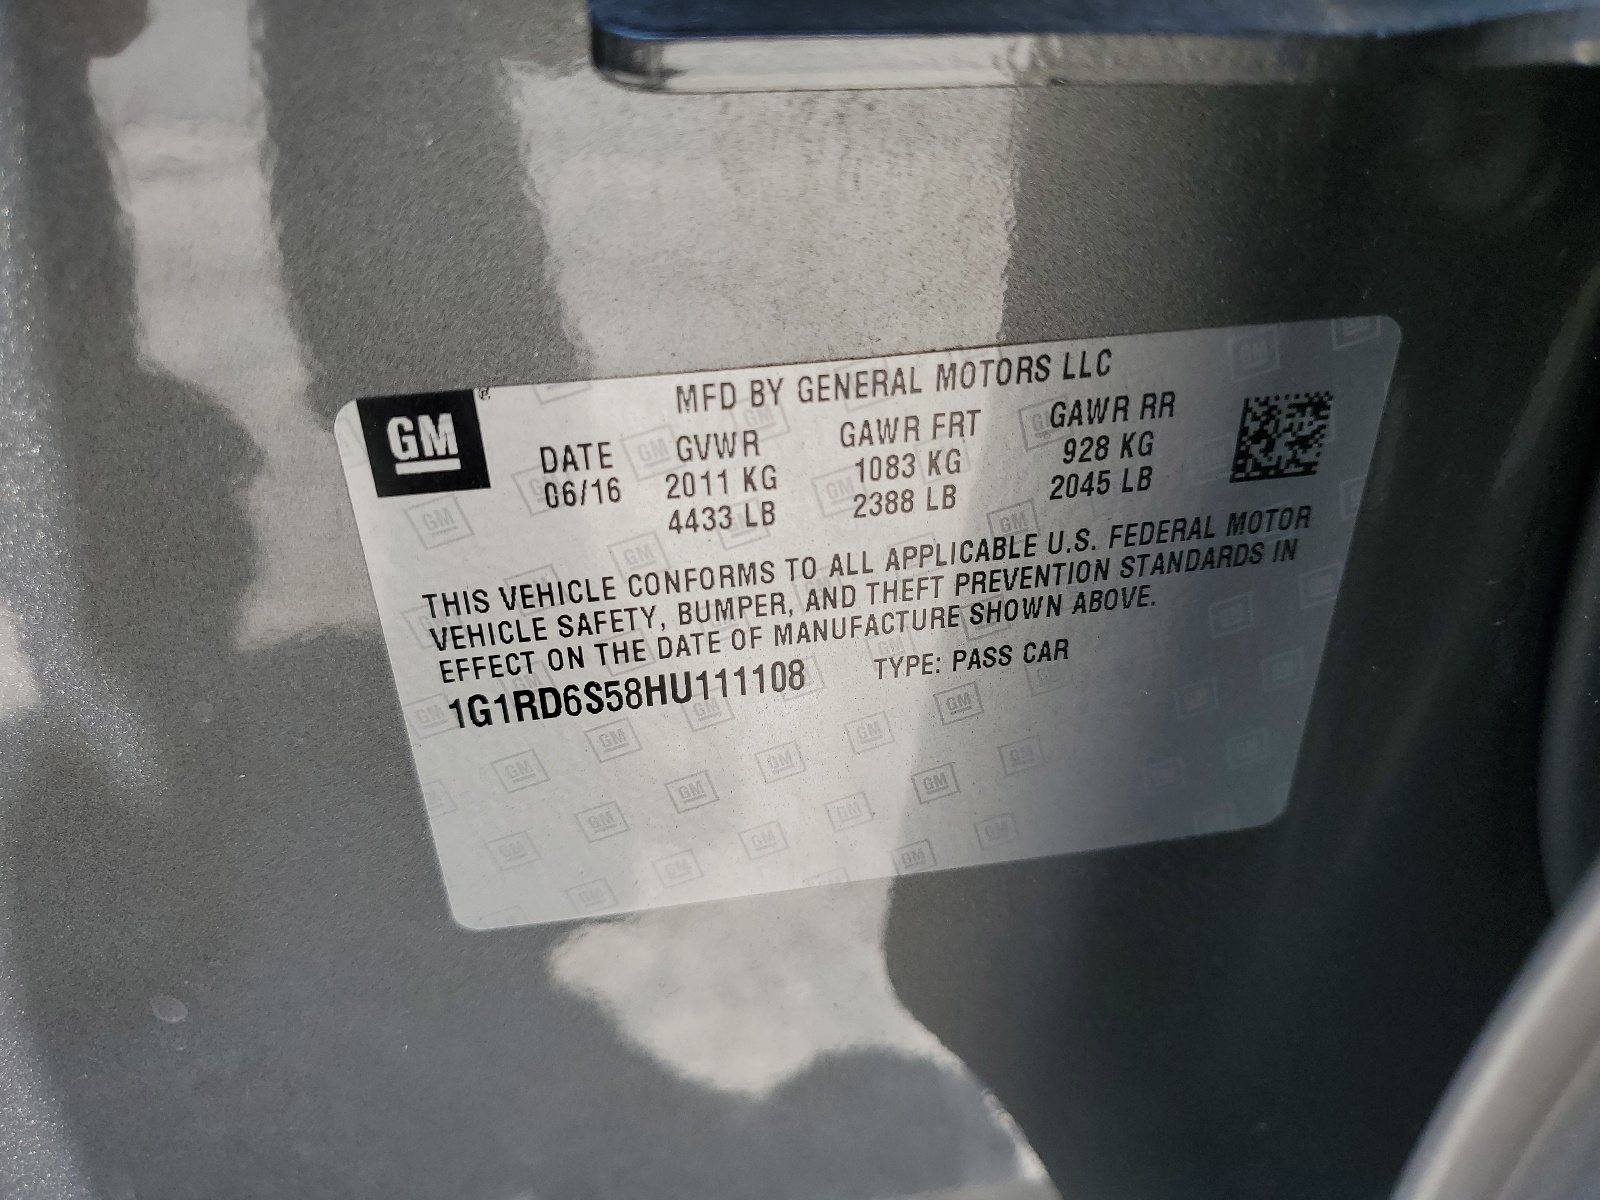 GM
MFD BY GENERAL MOTORS LLC
DATE GVWR GAWR FRT GAWR RR
06/16 2011 KG 1083 KG 928 KG
4433 LB 2388 LB 2045 LB
THIS VEHICLE CONFORMS TO ALL APPLICABLE U.S. FEDERAL MOTOR
VEHICLE SAFETY, BUMPER, AND THEFT PREVENTION STANDARDS IN
EFFECT ON THE DATE OF MANUFACTURE SHOWN ABOVE.
1G1RD6S58HU111108 TYPE: PASS CAR